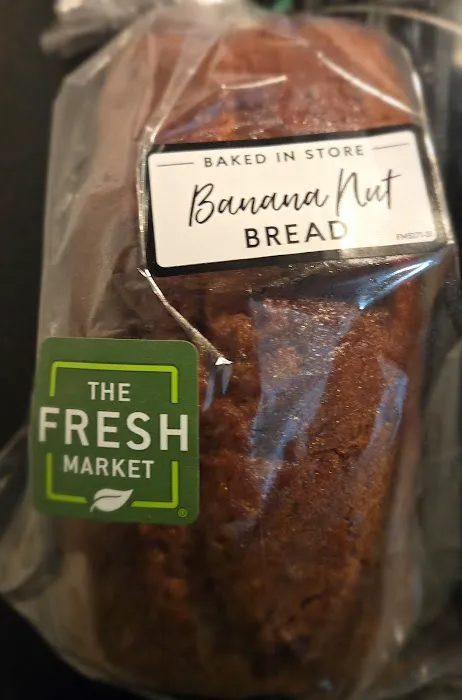 BAKED IN STORE
Banana Nut
BREAD
THE
FRESH
MARKET
®